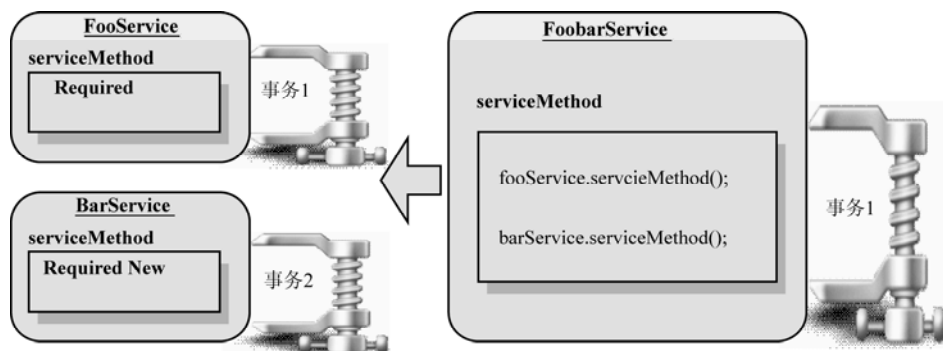 FooService
serviceMethod
Required
事务1
BarService
serviceMethod
Required New
事务2
FoobarService
serviceMethod
fooService.servcieMethod();
barService.serviceMethod();
事务1